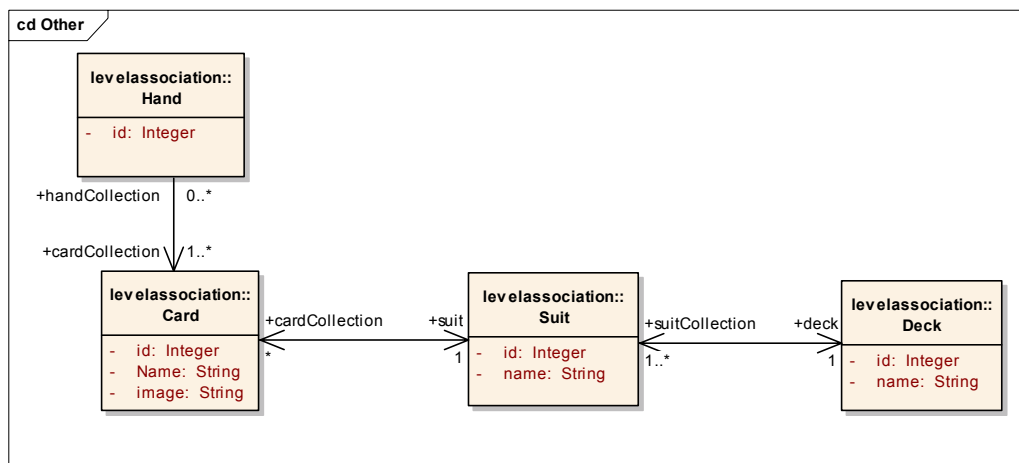 cd Other
levelassociation::
Hand
- id: Integer
+handCollection 0..*
+cardCollection 1..*
levelassociation::
Card
- id: Integer
- Name: String
- image: String
+cardCollection +suit
* 1
levelassociation::
Suit
- id: Integer
- name: String
+suitCollection +deck
1..* 1
levelassociation::
Deck
- id: Integer
- name: String